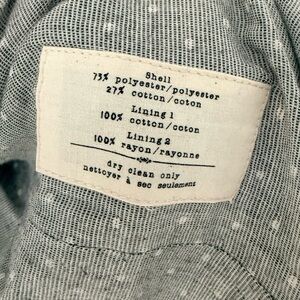 Shell
73% polyester/polyester
27% cotton/coton
Lining 1
100% cotton/coton
Lining 2
100% rayon/rayonne
dry clean only
nettoyer à sec seulement